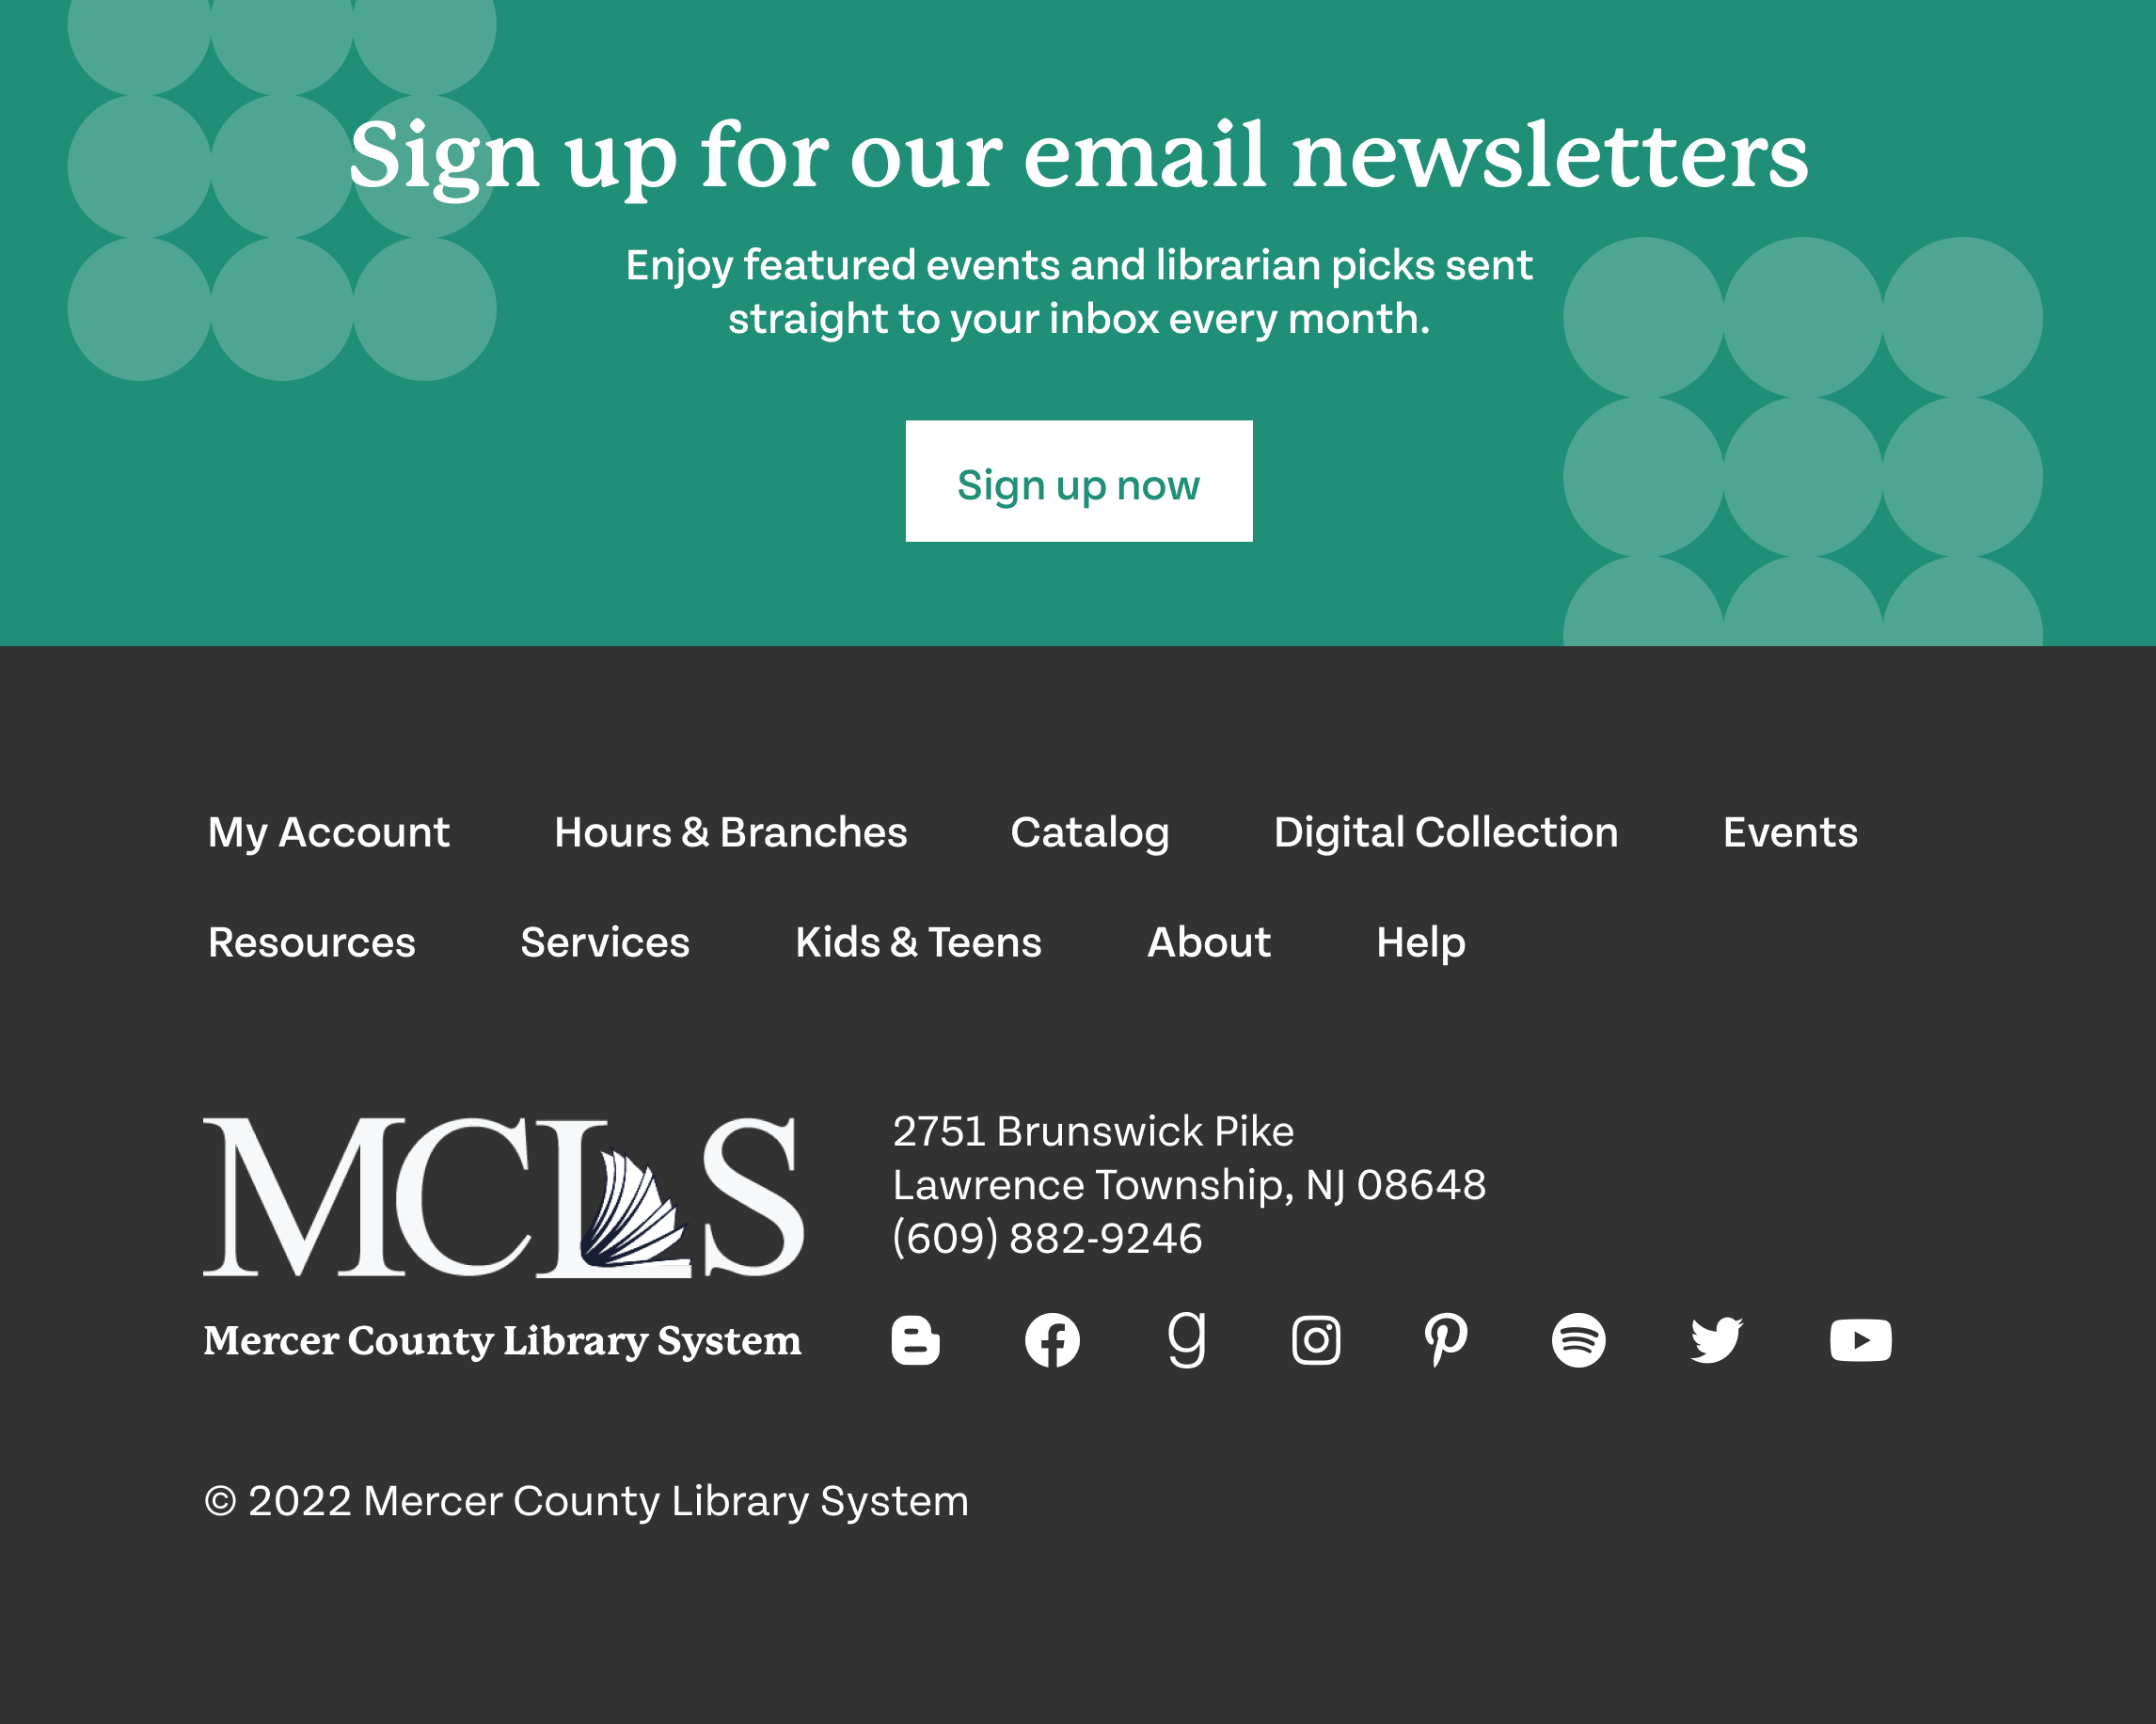 Sign up for our email newsletters
Enjoy featured events and librarian picks sent
straight to your inbox every month.
Sign up now
My Account Hours & Branches Catalog Digital Collection Events
Resources Services Kids & Teens About Help
MCLS
2751 Brunswick Pike
Lawrence Township, NJ 08648
(609) 882-9246
Mercer County Library System
© 2022 Mercer County Library System